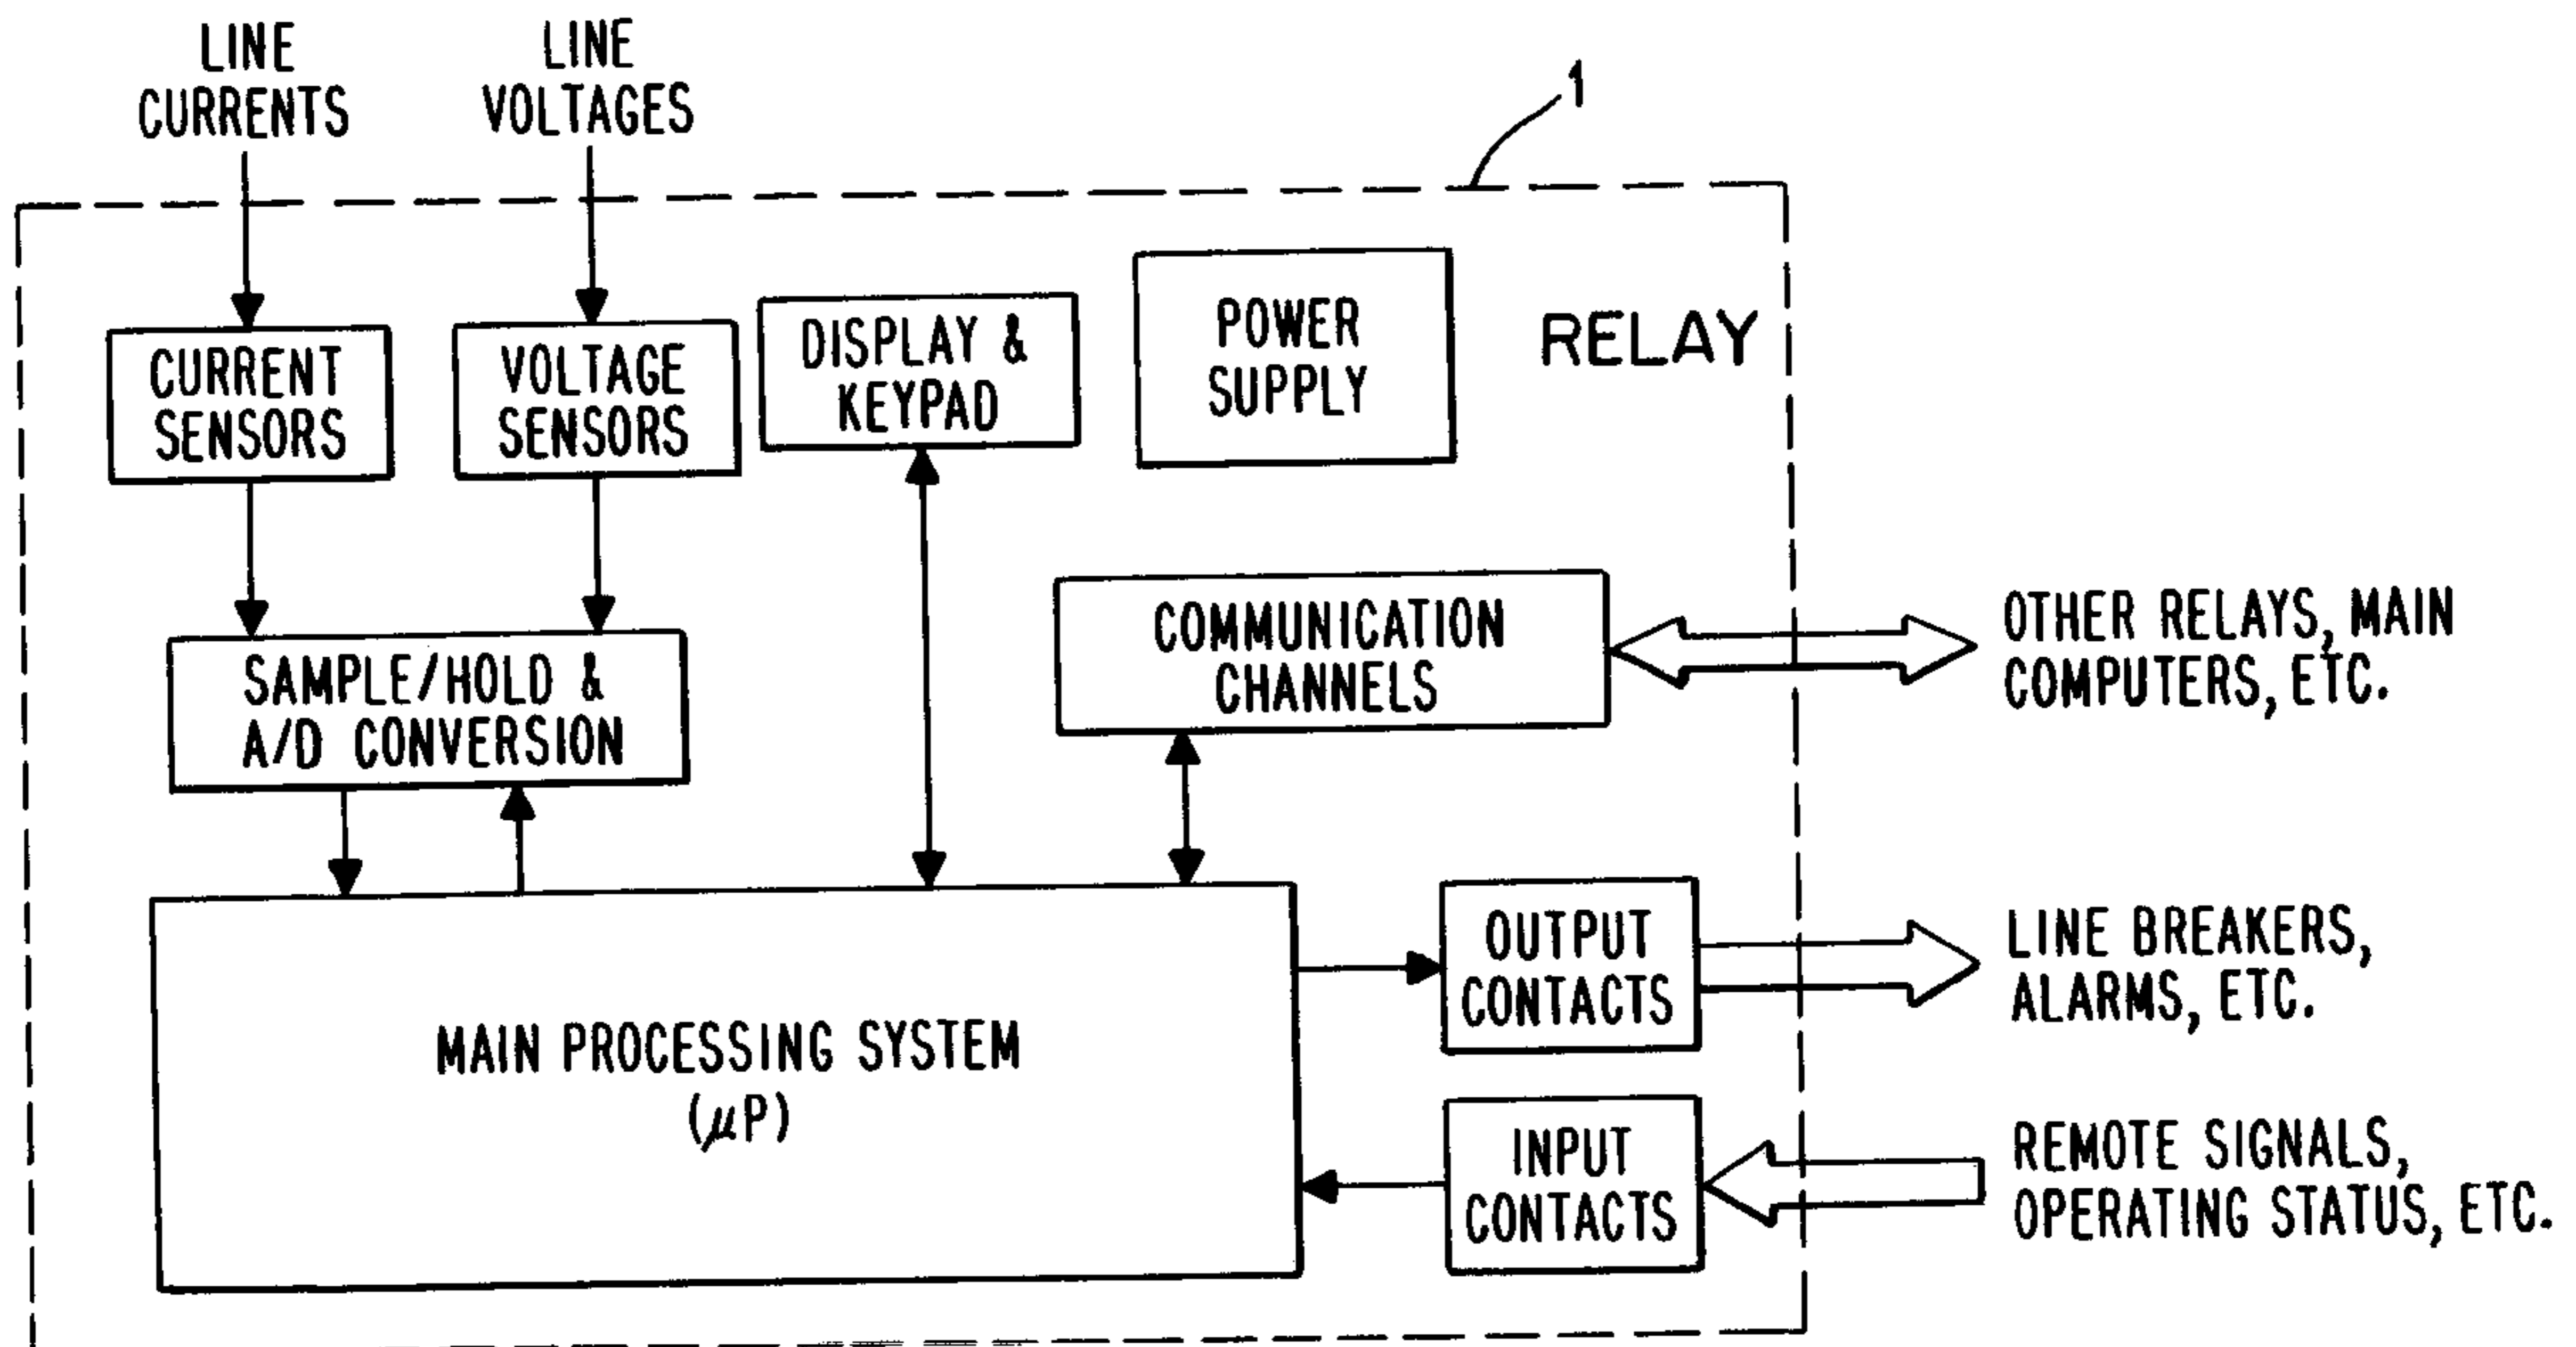 LINE
CURRENTS
LINE
VOLTAGES
1
CURRENT
SENSORS
VOLTAGE
SENSORS
DISPLAY &
KEYPAD
POWER
SUPPLY
RELAY
SAMPLE/HOLD &
A/D CONVERSION
COMMUNICATION
CHANNELS
OTHER RELAYS, MAIN
COMPUTERS, ETC.
MAIN PROCESSING SYSTEM
(μP)
OUTPUT
CONTACTS
LINE BREAKERS,
ALARMS, ETC.
INPUT
CONTACTS
REMOTE SIGNALS,
OPERATING STATUS, ETC.